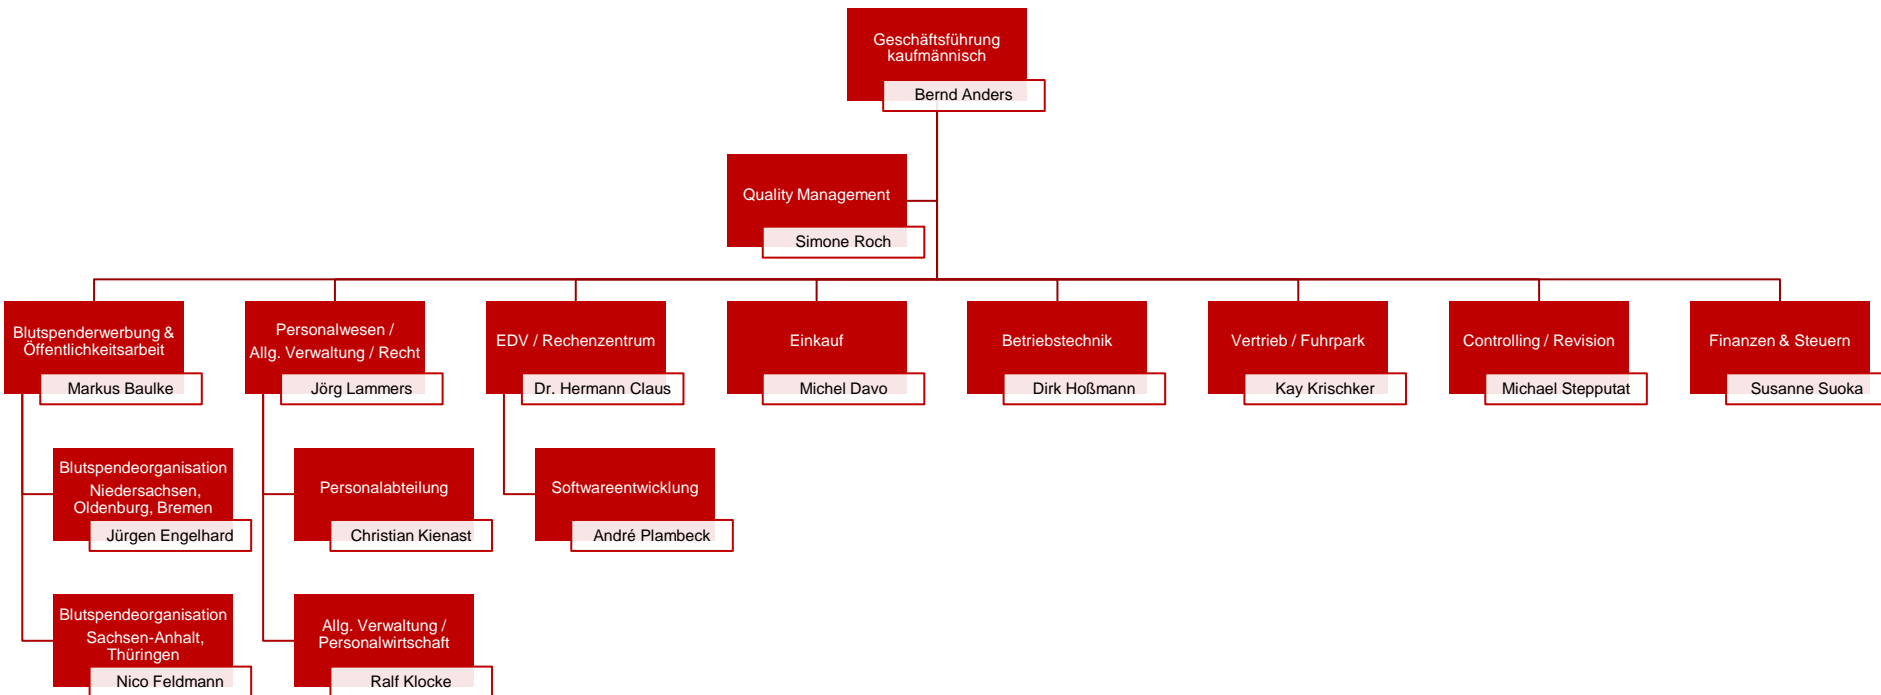 Geschäftsführung
kaufmännisch
Bernd Anders
Quality Management
Simone Roch
Blutspenderwerbung &
Öffentlichkeitsarbeit
Markus Baulke
Personalwesen /
Allg. Verwaltung / Recht
Jörg Lammers
EDV / Rechenzentrum
Dr. Hermann Claus
Einkauf
Michel Davo
Betriebstechnik
Dirk Hoßmann
Vertrieb / Fuhrpark
Kay Krischker
Controlling / Revision
Michael Stepputat
Finanzen & Steuern
Susanne Suoka
Blutspendeorganisation
Niedersachsen,
Oldenburg, Bremen
Jürgen Engelhard
Personalabteilung
Christian Kienast
Softwareentwicklung
André Plambeck
Blutspendeorganisation
Sachsen-Anhalt,
Thüringen
Nico Feldmann
Allg. Verwaltung /
Personalwirtschaft
Ralf Klocke